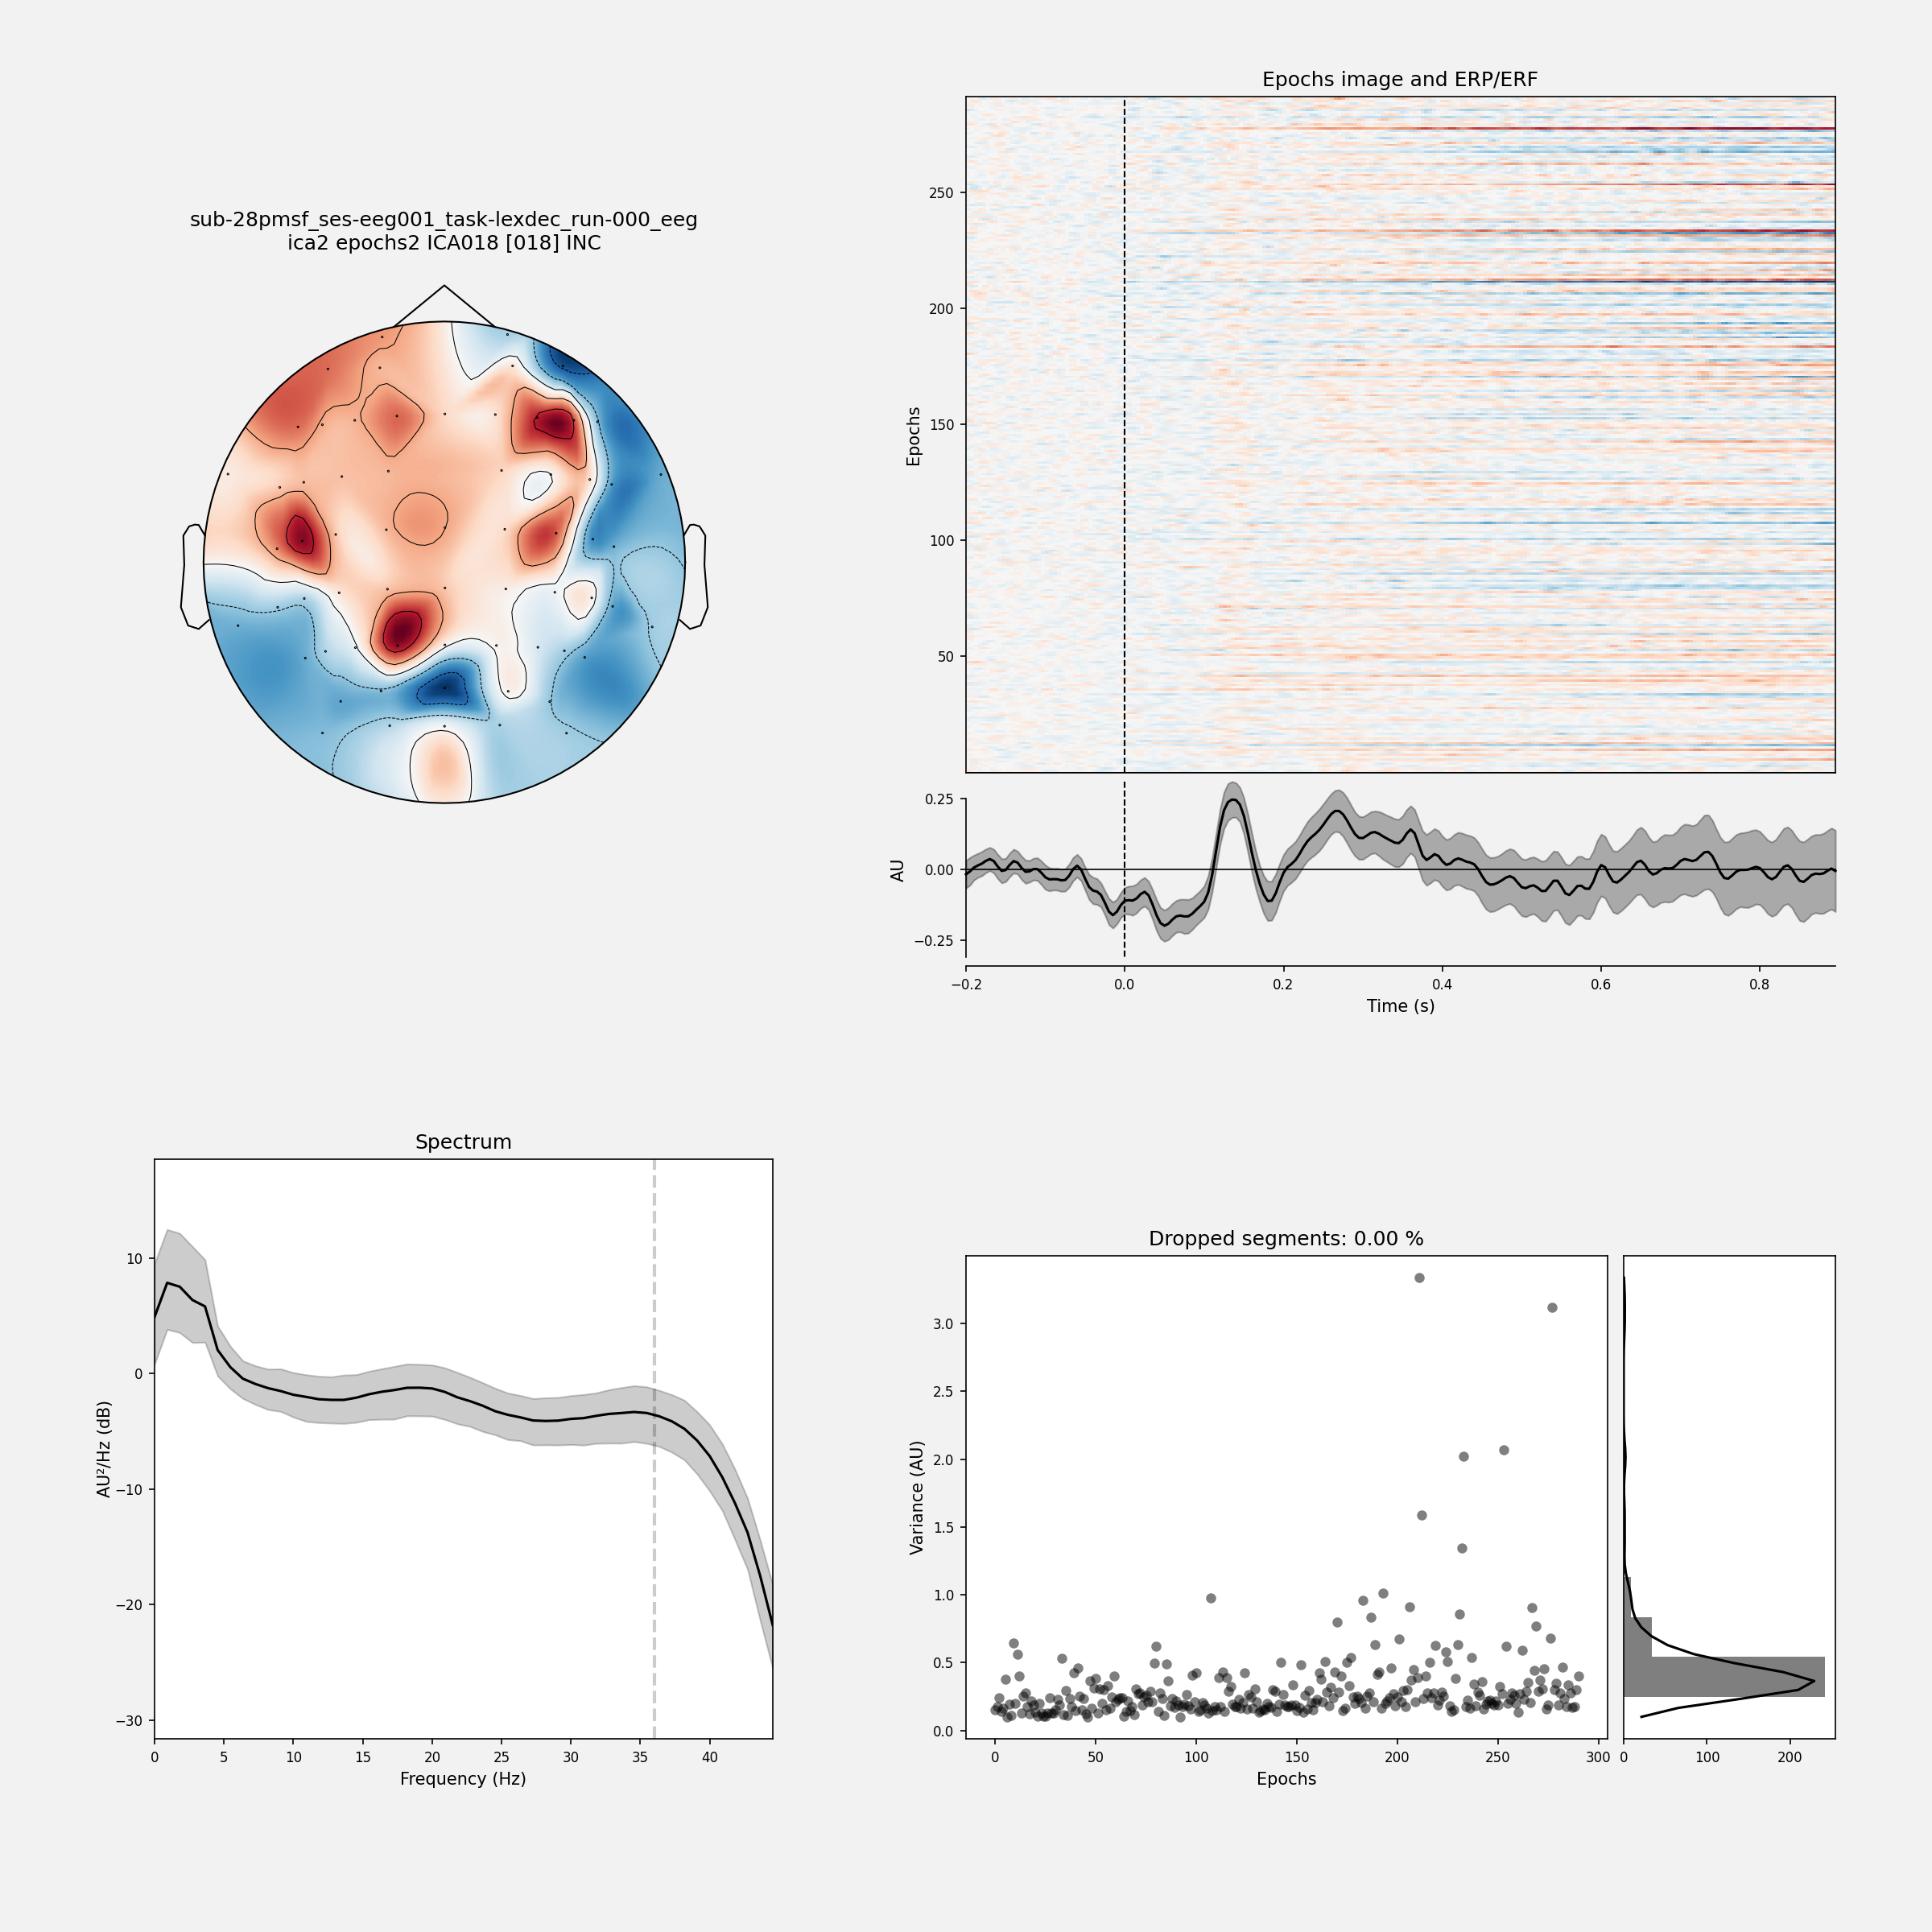 sub-28pmsf_ses-eeg001_task-lexdec_run-000_eeg
ica2 epochs2 ICA018 [018] INC
Epochs image and ERP/ERF
Epochs
250
200
150
100
50
AU
0.25
0.00
−0.25
−0.2 0.0 0.2 0.4 0.6 0.8
Time (s)
Spectrum
AU²/Hz (dB)
10
0
−10
−20
−30
0 5 10 15 20 25 30 35 40
Frequency (Hz)
Dropped segments: 0.00 %
Variance (AU)
3.0
2.5
2.0
1.5
1.0
0.5
0.0
0 50 100 150 200 250 300
Epochs
0 100 200